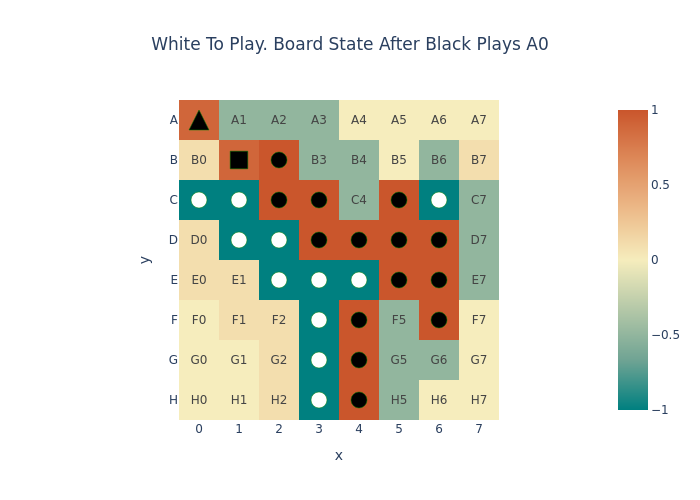 White To Play. Board State After Black Plays A0
A A1 A2 A3 A4 A5 A6 A7 1
B B0 B3 B4 B5 B6 B7
0.5
C C4 C7
D D0 D7
y 0
E E0 E1 E7
F F0 F1 F2 F5 F7
−0.5
G G0 G1 G2 G5 G6 G7
H H0 H1 H2 H5 H6 H7 −1
0 1 2 3 4 5 6 7
x